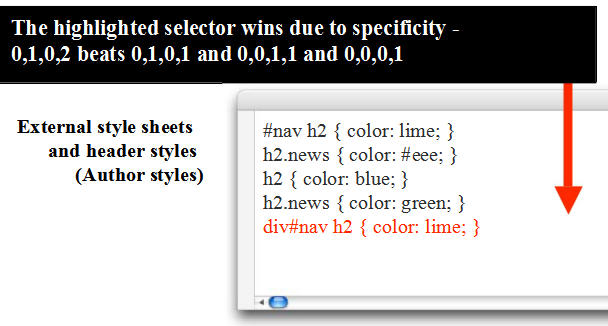 The highlighted selector wins due to specificity -
0,1,0,2 beats 0,1,0,1 and 0,0,1,1 and 0,0,0,1
External style sheets
and header styles
(Author styles)
#nav h2 { color: lime; }
h2.news { color: #eee; }
h2 { color: blue; }
h2.news { color: green; }
div#nav h2 { color: lime; }